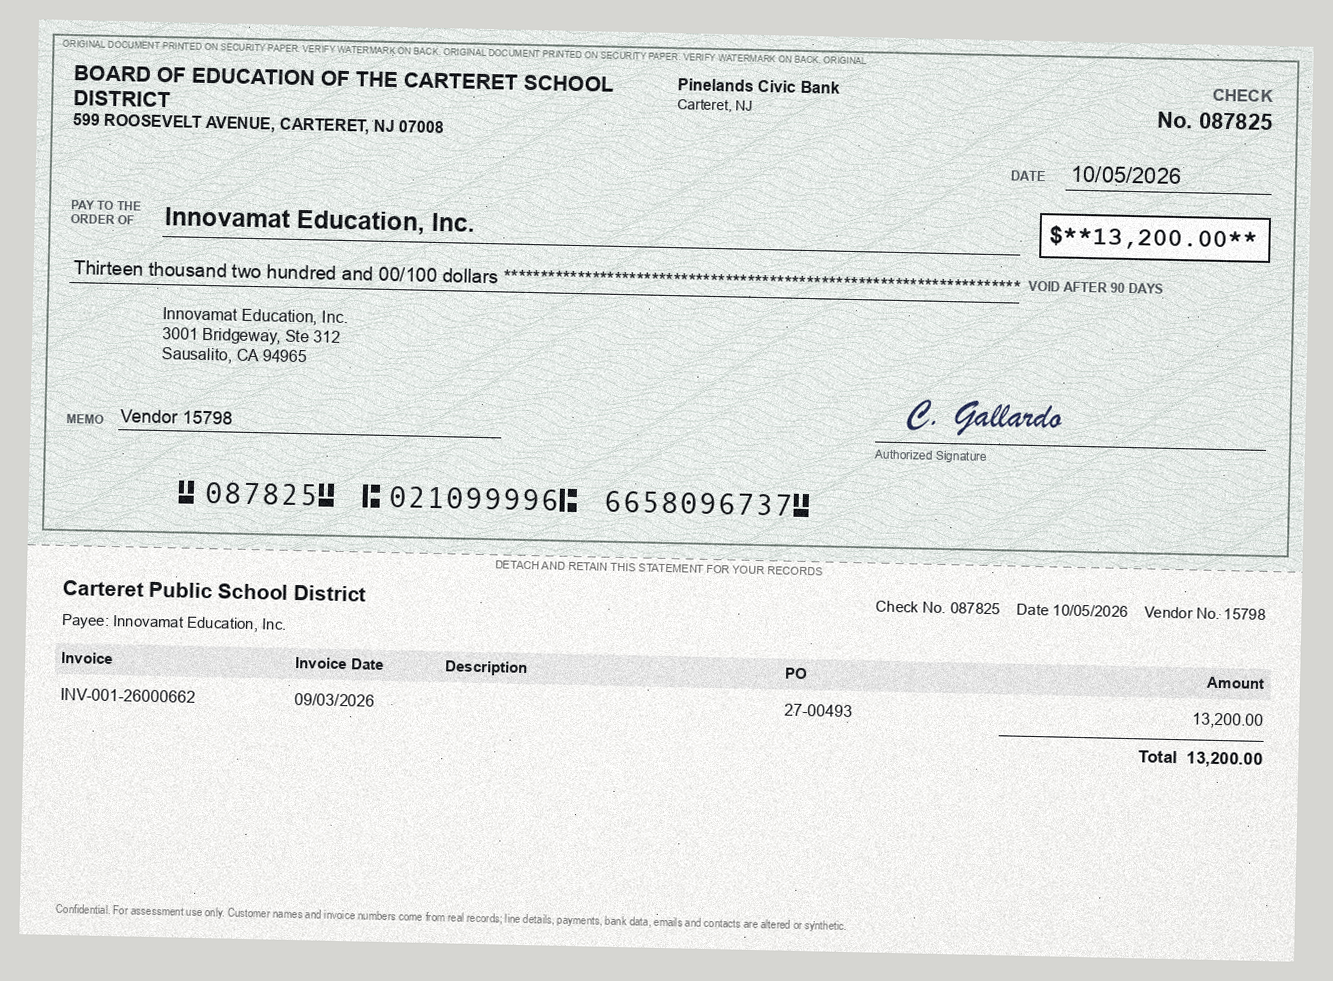 ORIGINAL DOCUMENT PRINTED ON SECURITY PAPER. VERIFY WATERMARK ON BACK. ORIGINAL DOCUMENT PRINTED ON SECURITY PAPER. VERIFY WATERMARK ON BACK. ORIGINAL
BOARD OF EDUCATION OF THE CARTERET SCHOOL
DISTRICT
599 ROOSEVELT AVENUE, CARTERET, NJ 07008
Pinelands Civic Bank
Carteret, NJ
CHECK
No. 087825
DATE 10/05/2026
PAY TO THE
ORDER OF
Innovamat Education, Inc.
$**13,200.00**
Thirteen thousand two hundred and 00/100 dollars **********************************************************************************
VOID AFTER 90 DAYS
Innovamat Education, Inc.
3001 Bridgeway, Ste 312
Sausalito, CA 94965
MEMO Vendor 15798
C. Gallardo
Authorized Signature
⑈087825⑈ ⑆021099996⑆ 6658096737⑈
DETACH AND RETAIN THIS STATEMENT FOR YOUR RECORDS
Carteret Public School District
Check No. 087825 Date 10/05/2026 Vendor No. 15798
Payee: Innovamat Education, Inc.
Invoice Invoice Date Description PO Amount
INV-001-26000662 09/03/2026 27-00493 13,200.00
Total 13,200.00
Confidential. For assessment use only. Customer names and invoice numbers come from real records; line details, payments, bank data, emails and contacts are altered or synthetic.